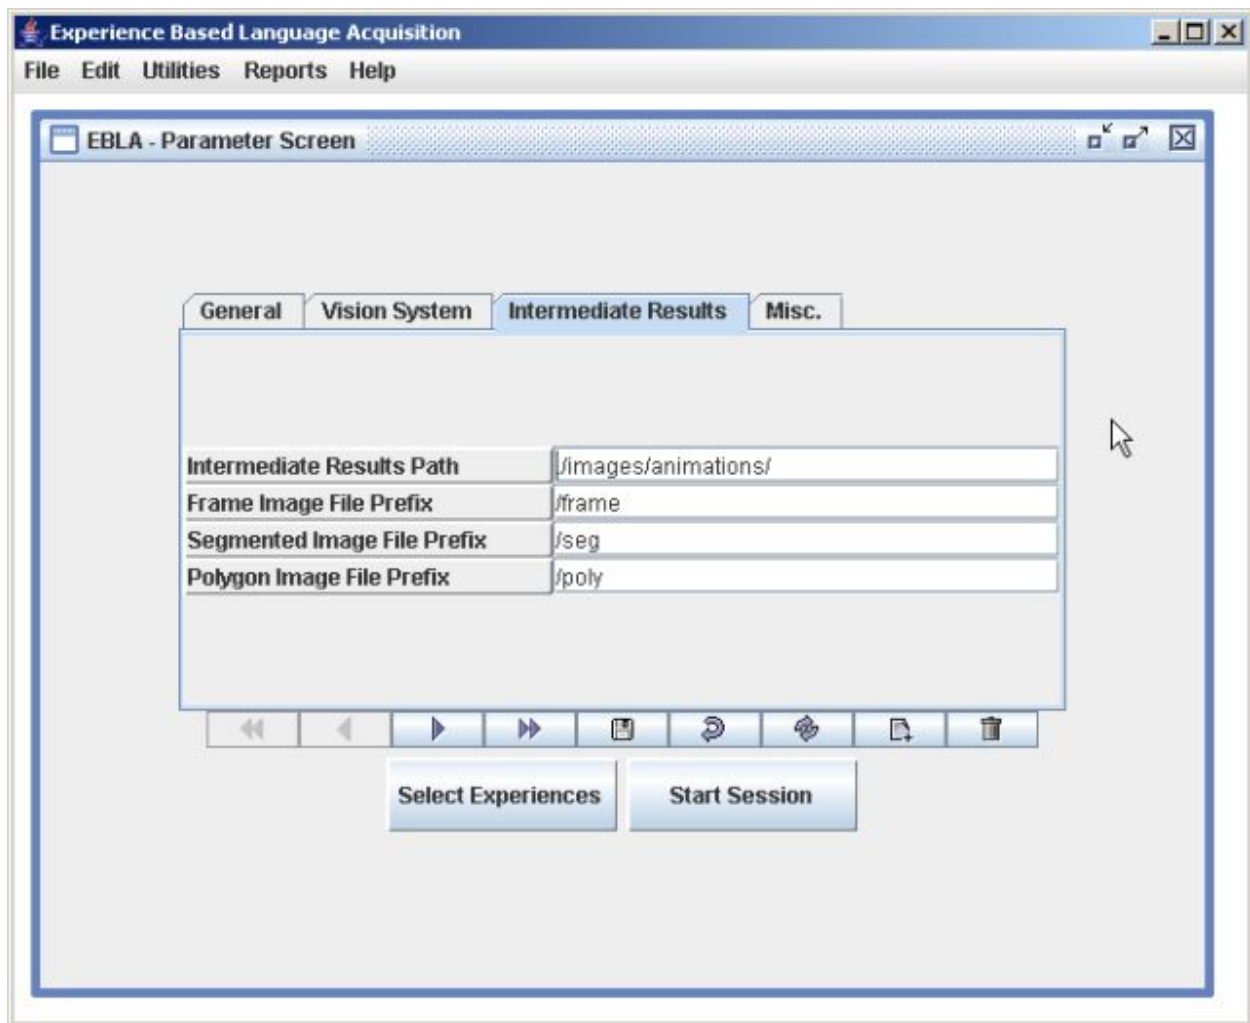 Experience Based Language Acquisition
File Edit Utilities Reports Help
EBLA - Parameter Screen
General Vision System Intermediate Results Misc.
Intermediate Results Path ./images/animations/
Frame Image File Prefix /frame
Segmented Image File Prefix /seg
Polygon Image File Prefix /poly
Select Experiences Start Session